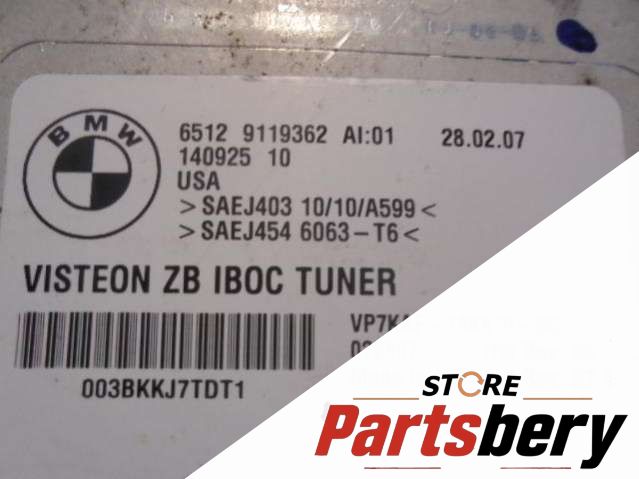 BMW
6512 9119362 AI:01 28.02.07
140925 10
USA
>SAEJ403 10/10/A599<
>SAEJ454 6063-T6<
VISTEON ZB IBOC TUNER
003BKKJ7TDT1
STORE
Partsbery